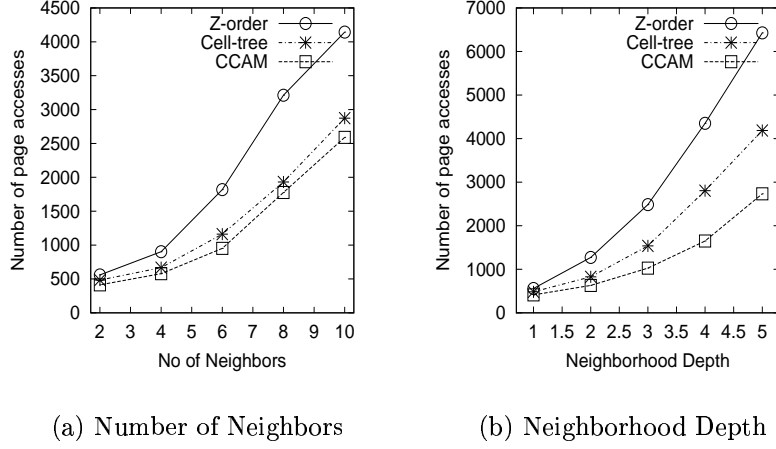 4500
4000
3500
3000
2500
2000
1500
1000
500
0
Number of page accesses
Z-order
Cell-tree
CCAM
2 3 4 5 6 7 8 9 10
No of Neighbors
(a) Number of Neighbors
7000
6000
5000
4000
3000
2000
1000
0
Number of page accesses
Z-order
Cell-tree
CCAM
1 1.5 2 2.5 3 3.5 4 4.5 5
Neighborhood Depth
(b) Neighborhood Depth